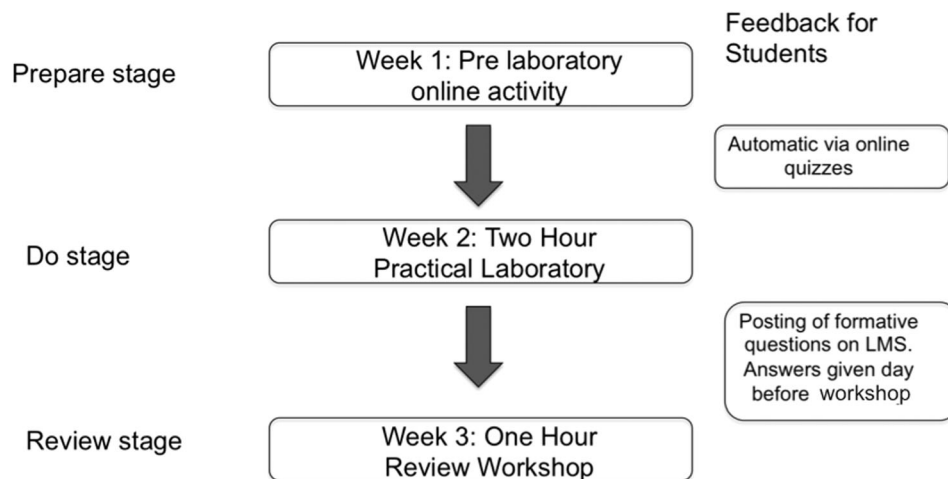 Feedback for
Students
Prepare stage
Week 1: Pre laboratory
online activity
Automatic via online
quizzes
Do stage
Week 2: Two Hour
Practical Laboratory
Posting of formative
questions on LMS.
Answers given day
before workshop
Review stage
Week 3: One Hour
Review Workshop